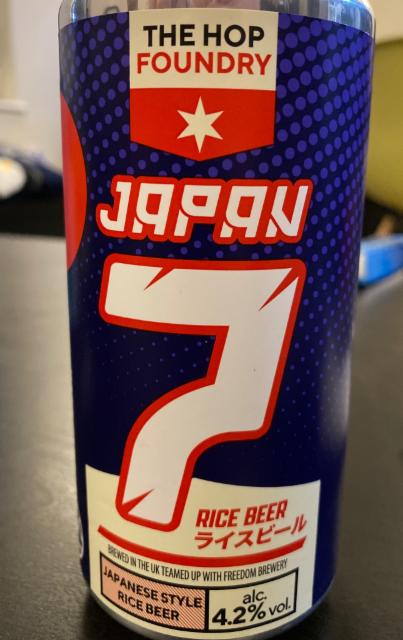 THE HOP
FOUNDRY
JAPAN
7
RICE BEER
ライスビール
BREWED IN THE UK TEAMED UP WITH FREEDOM BREWERY
JAPANESE STYLE
RICE BEER
alc.
4.2% vol.